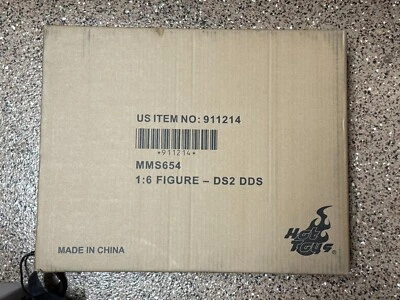 US ITEM NO: 911214
*911214*
MMS654
1:6 FIGURE – DS2 DDS
Hot
Toys
MADE IN CHINA